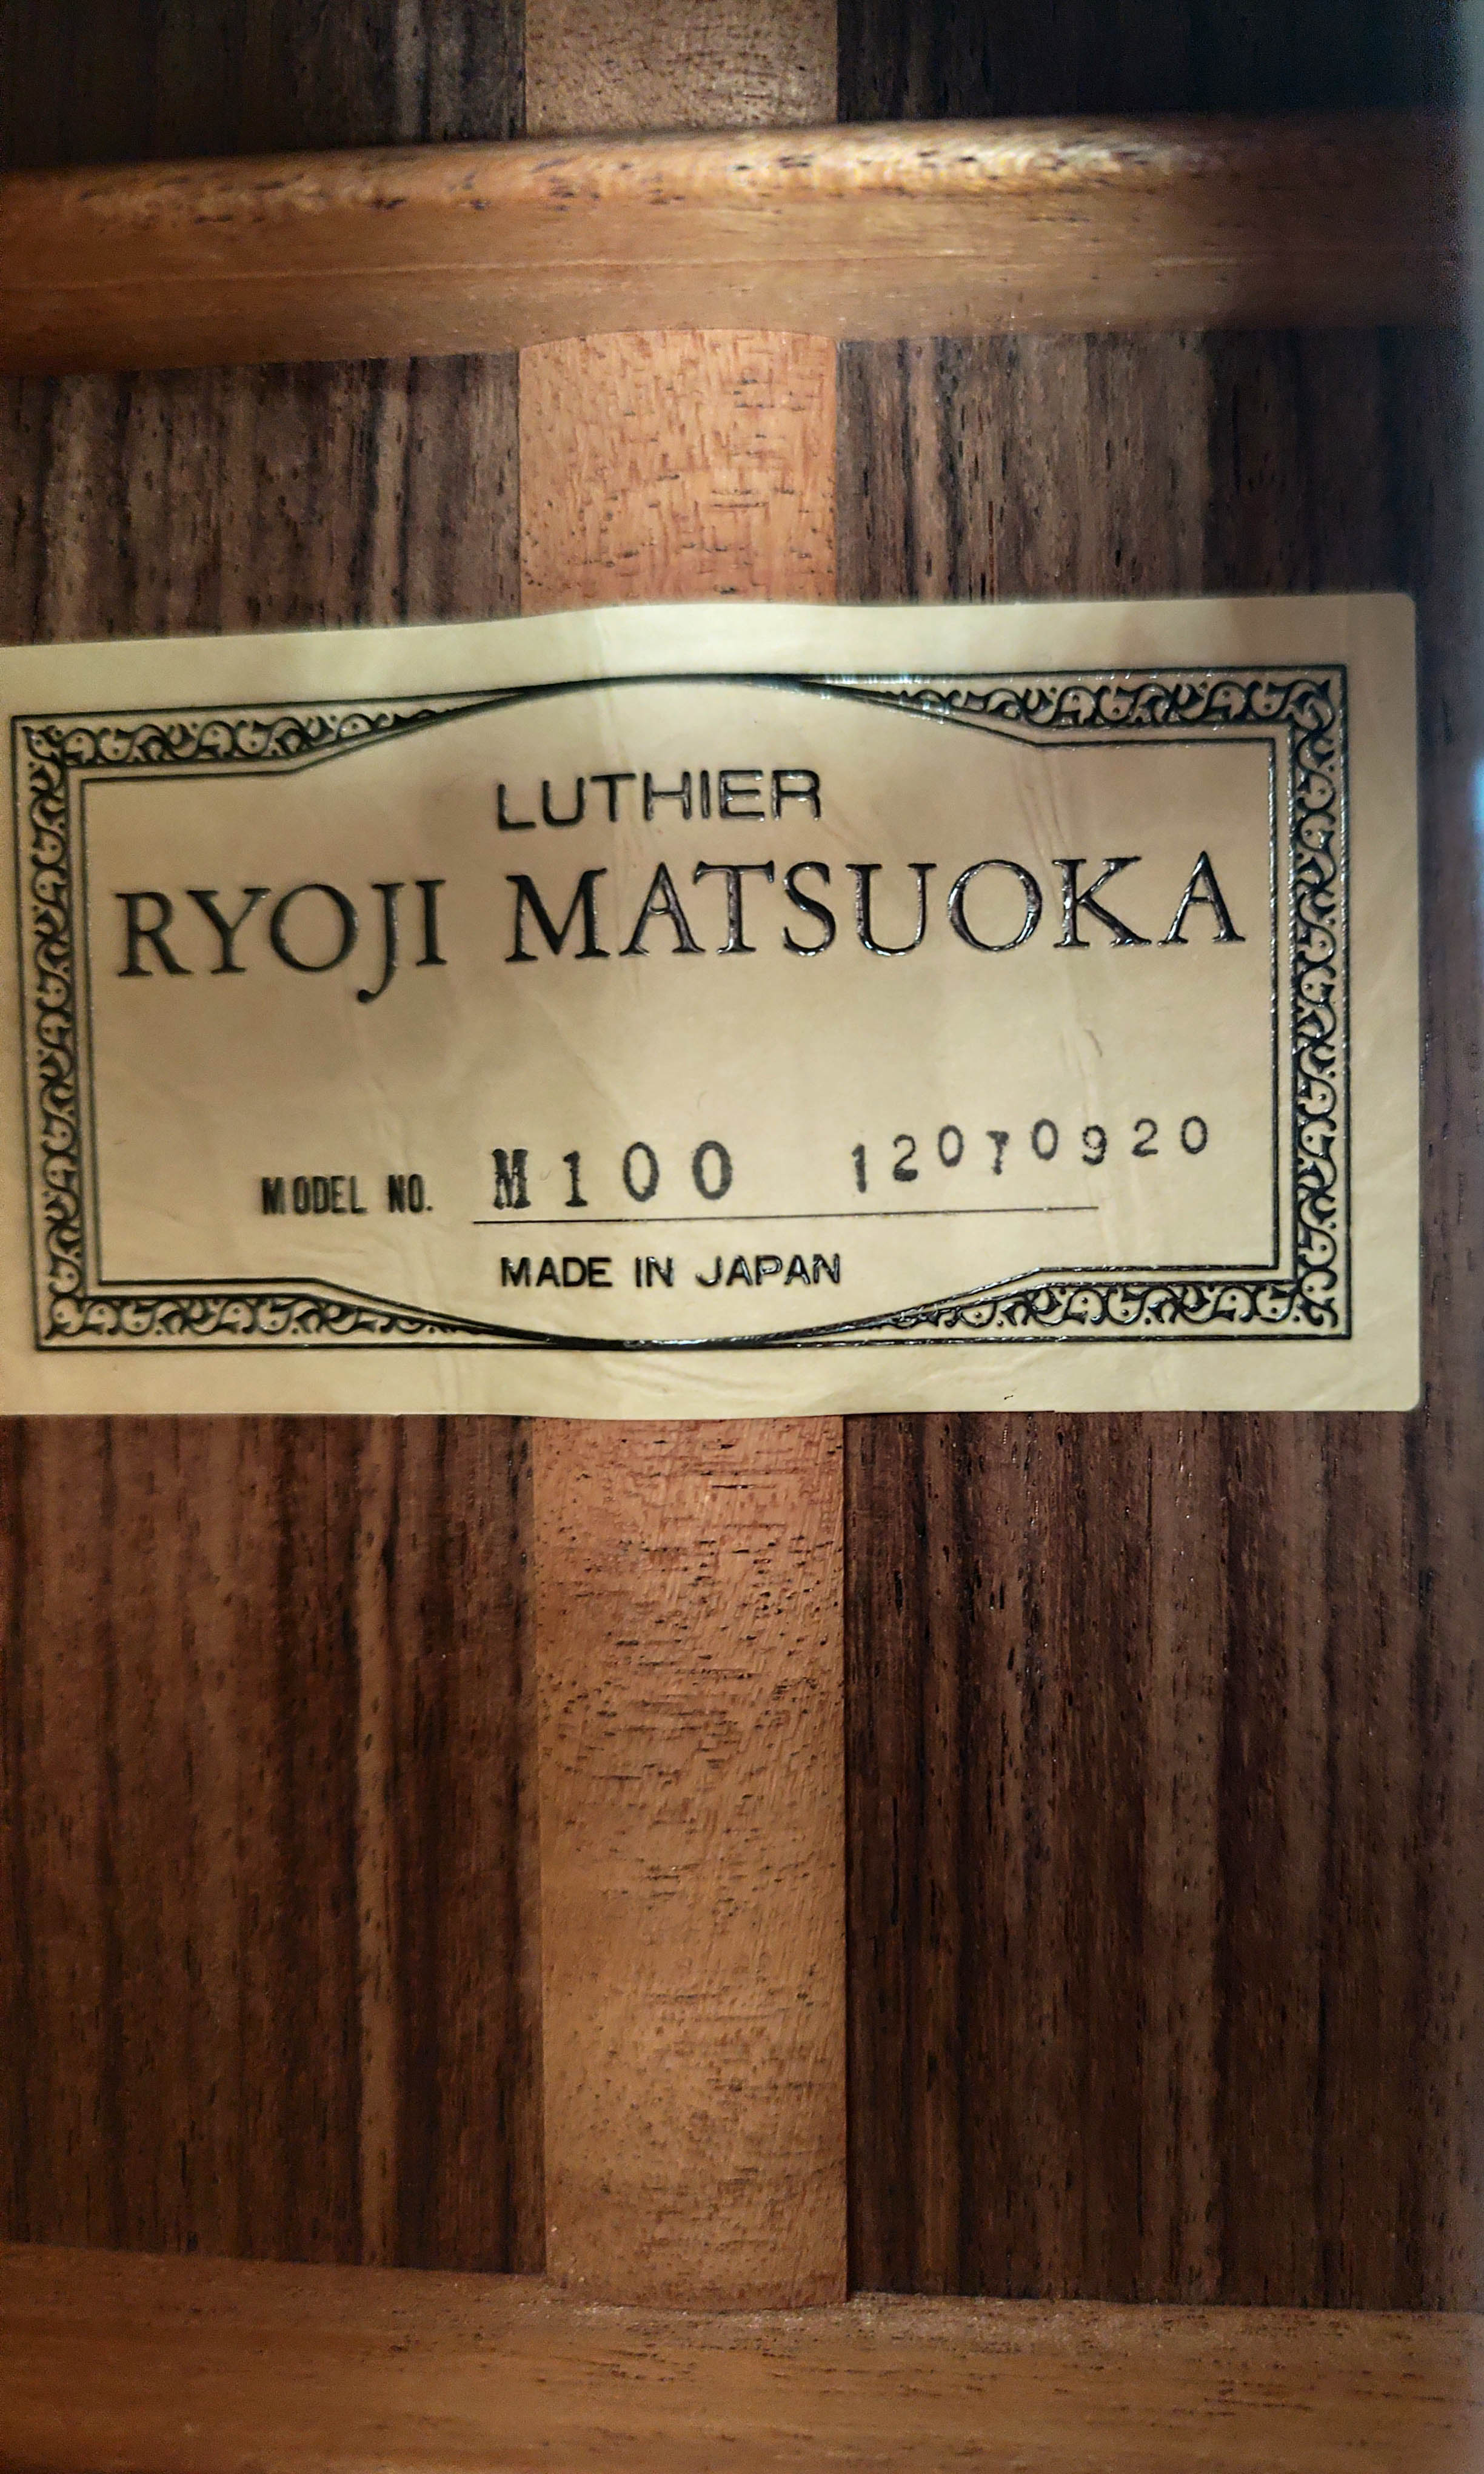 LUTHIER
RYOJI MATSUOKA
MODEL NO. M100 12070920
MADE IN JAPAN